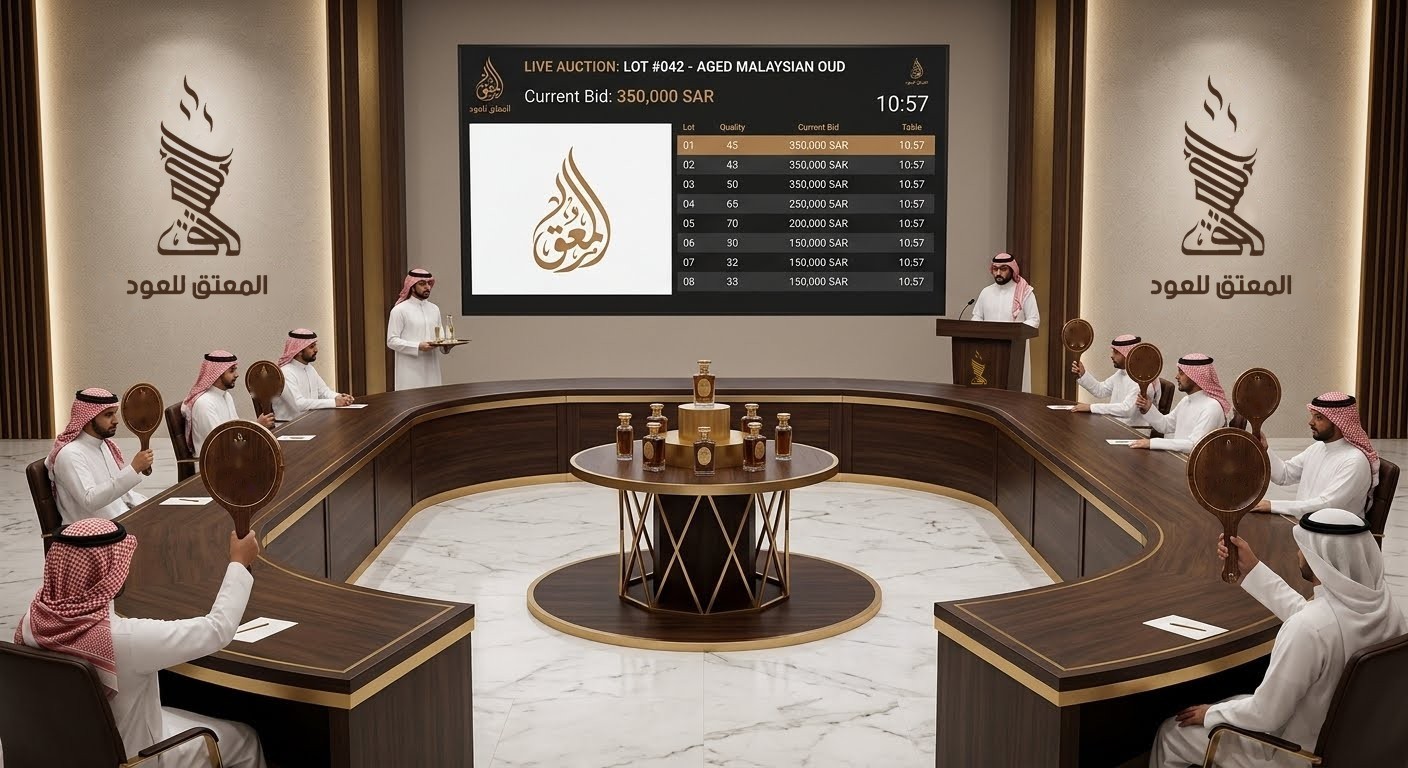 LIVE AUCTION: LOT #042 - AGED MALAYSIAN OUD
Current Bid: 350,000 SAR
10:57
Lot Quality Current Bid Table
01 45 350,000 SAR 10.57
02 43 350,000 SAR 10:57
03 50 350,000 SAR 10:57
04 65 250,000 SAR 10:57
05 70 200,000 SAR 10:57
06 30 150,000 SAR 10:57
07 32 150,000 SAR 10:57
08 33 150,000 SAR 10.57
المعتق للعود
المعتق للعود